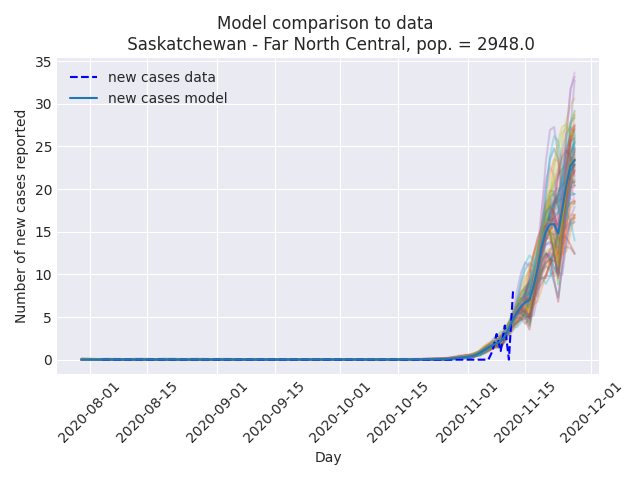 Model comparison to data
Saskatchewan - Far North Central, pop. = 2948.0
new cases data
new cases model
Number of new cases reported
35
30
25
20
15
10
5
0
2020-08-01
2020-08-15
2020-09-01
2020-09-15
2020-10-01
2020-10-15
2020-11-01
2020-11-15
2020-12-01
Day